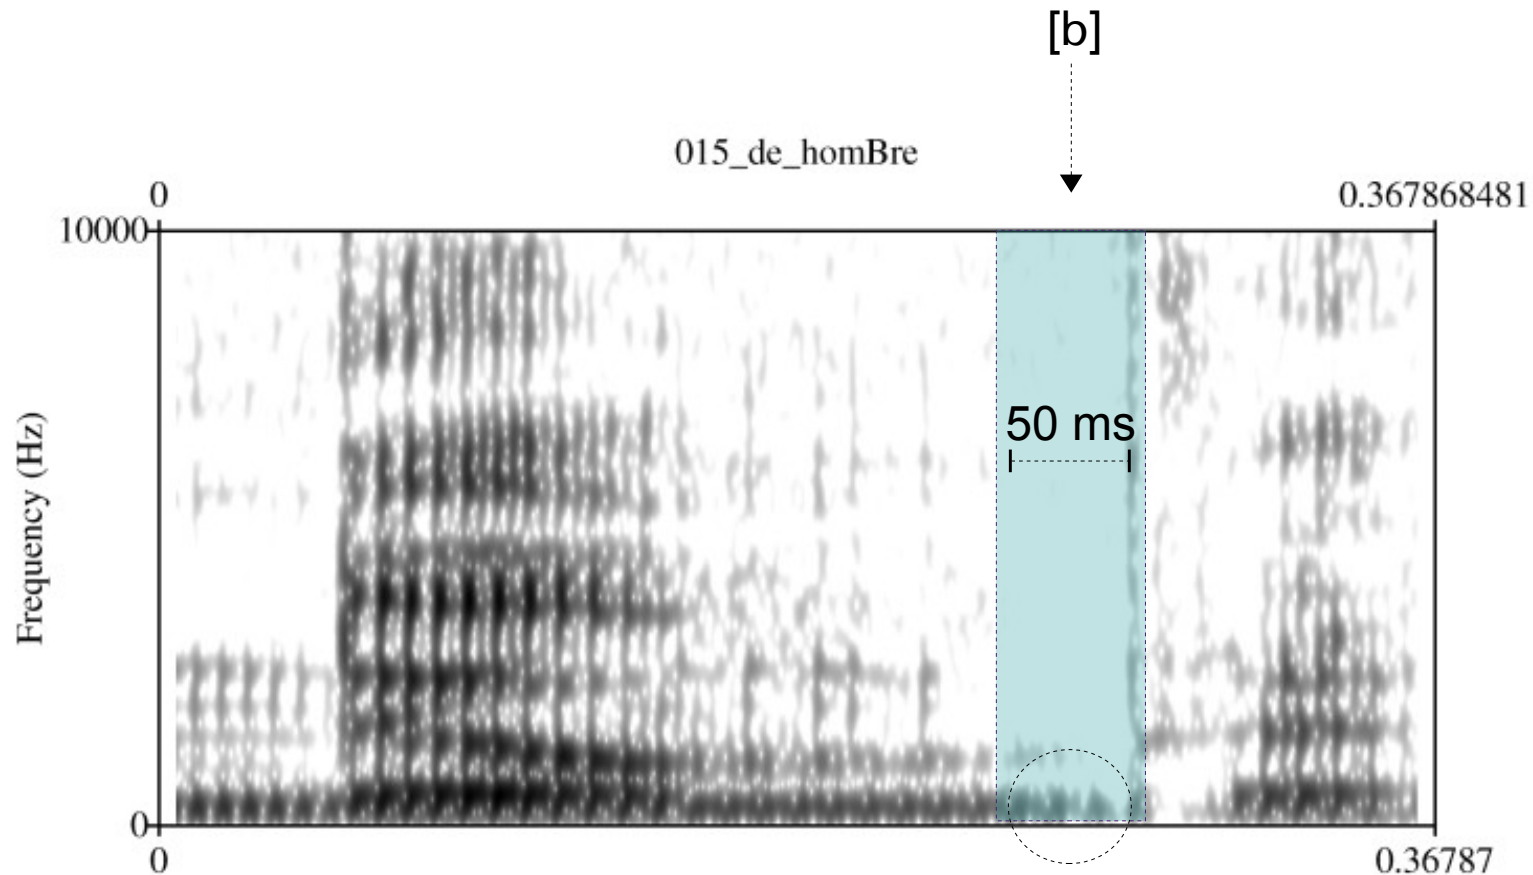 [b]
015_de_homBre
0 0.367868481
10000
50 ms
Frequency (Hz)
0
0 0.36787